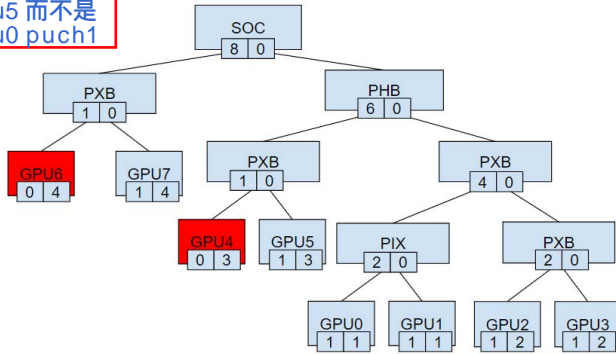 u5 而不是
u0 puch1
SOC
8 0
PXB
1 0
PHB
6 0
GPU6
0 4
GPU7
1 4
PXB
1 0
PXB
4 0
GPU4
0 3
GPU5
1 3
PIX
2 0
PXB
2 0
GPU0
1 1
GPU1
1 1
GPU2
1 2
GPU3
1 2